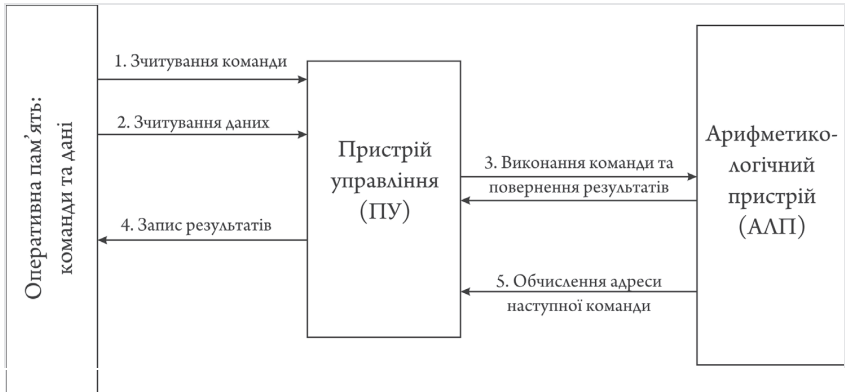 Оперативна пам’ять:
команди та дані
1. Зчитування команди
2. Зчитування даних
4. Запис результатів
Пристрій
управління
(ПУ)
3. Виконання команди та
повернення результатів
5. Обчислення адреси
наступної команди
Арифметико-
логічний
пристрій
(АЛП)